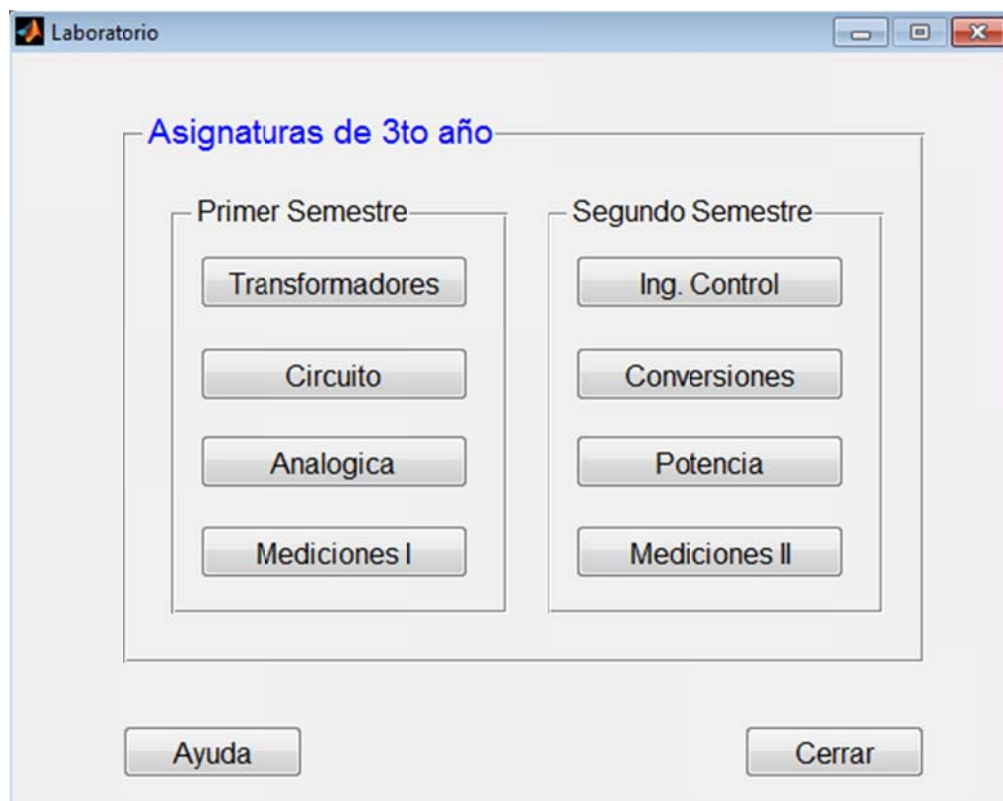 Laboratorio
Asignaturas de 3to año
Primer Semestre
Transformadores
Circuito
Analogica
Mediciones I
Segundo Semestre
Ing. Control
Conversiones
Potencia
Mediciones II
Ayuda
Cerrar